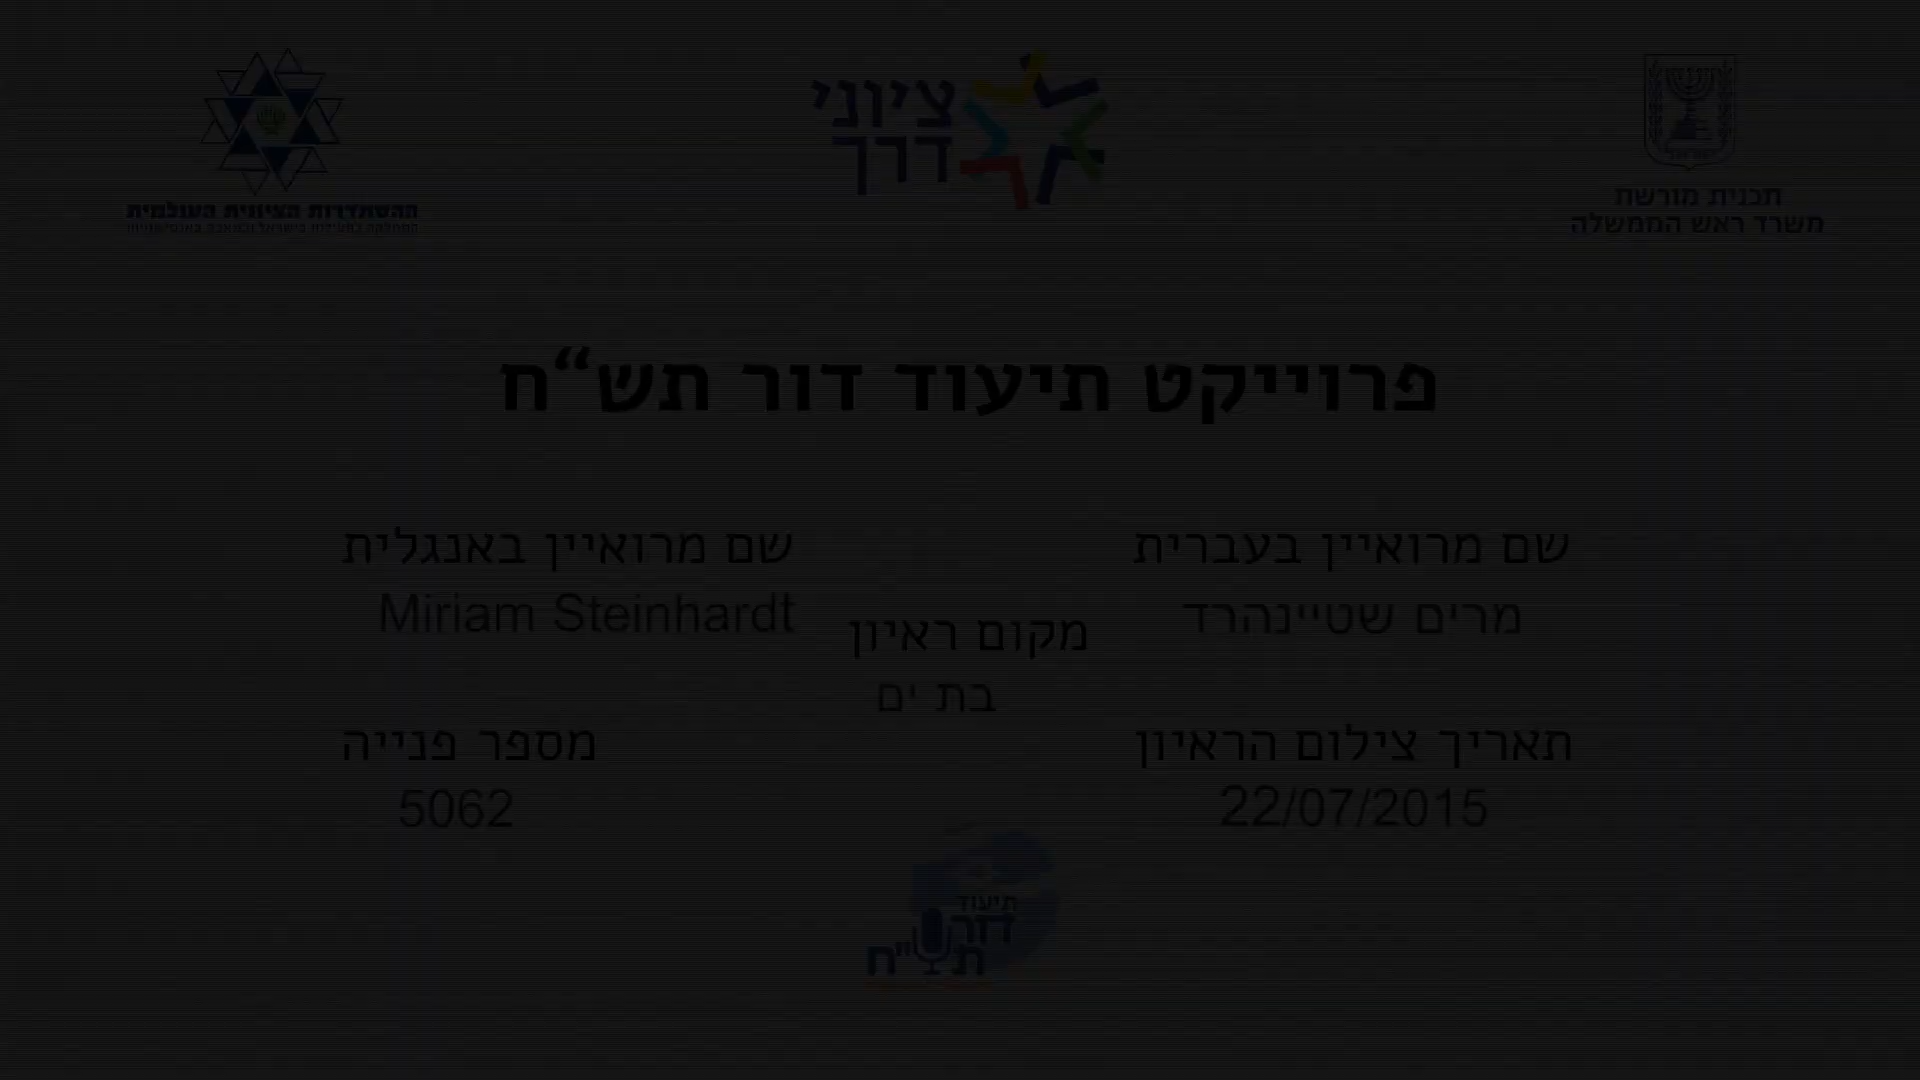 ההסתדרות הציונית העולמית
ציוני
דרך
תכנית מורשת
משרד ראש הממשלה
פרוייקט תיעוד דור תש“ח
שם מרואיין בעברית
מרים שטיינהרד
שם מרואיין באנגלית
Miriam Steinhardt
מקום ראיון
בת ים
תאריך צילום הראיון
22/07/2015
מספר פנייה
5062
תיעוד
דור
ת"ח